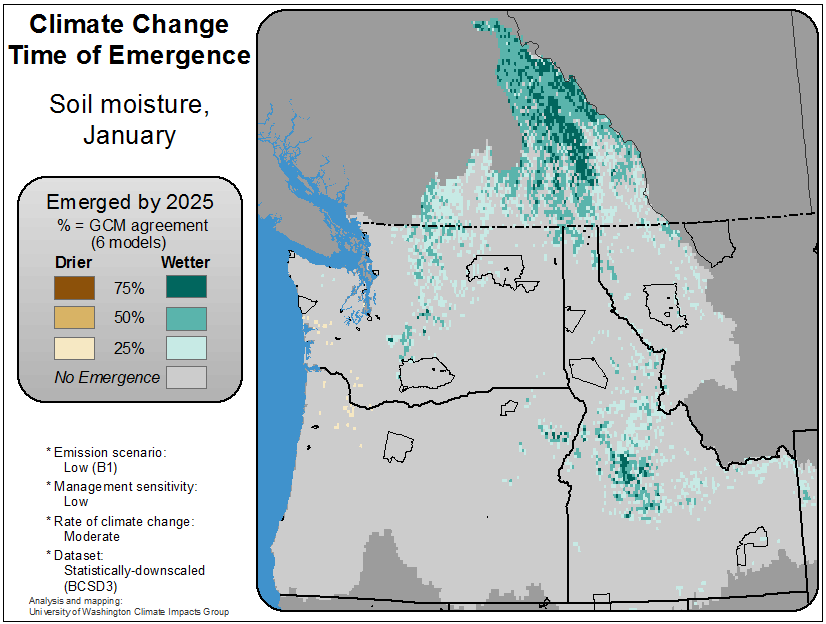 Climate Change
Time of Emergence
Soil moisture,
January
Emerged by 2025
% = GCM agreement
(6 models)
Drier Wetter
75%
50%
25%
No Emergence
* Emission scenario:
Low (B1)
* Management sensitivity:
Low
* Rate of climate change:
Moderate
* Dataset:
Statistically-downscaled
(BCSD3)
Analysis and mapping:
University of Washington Climate Impacts Group